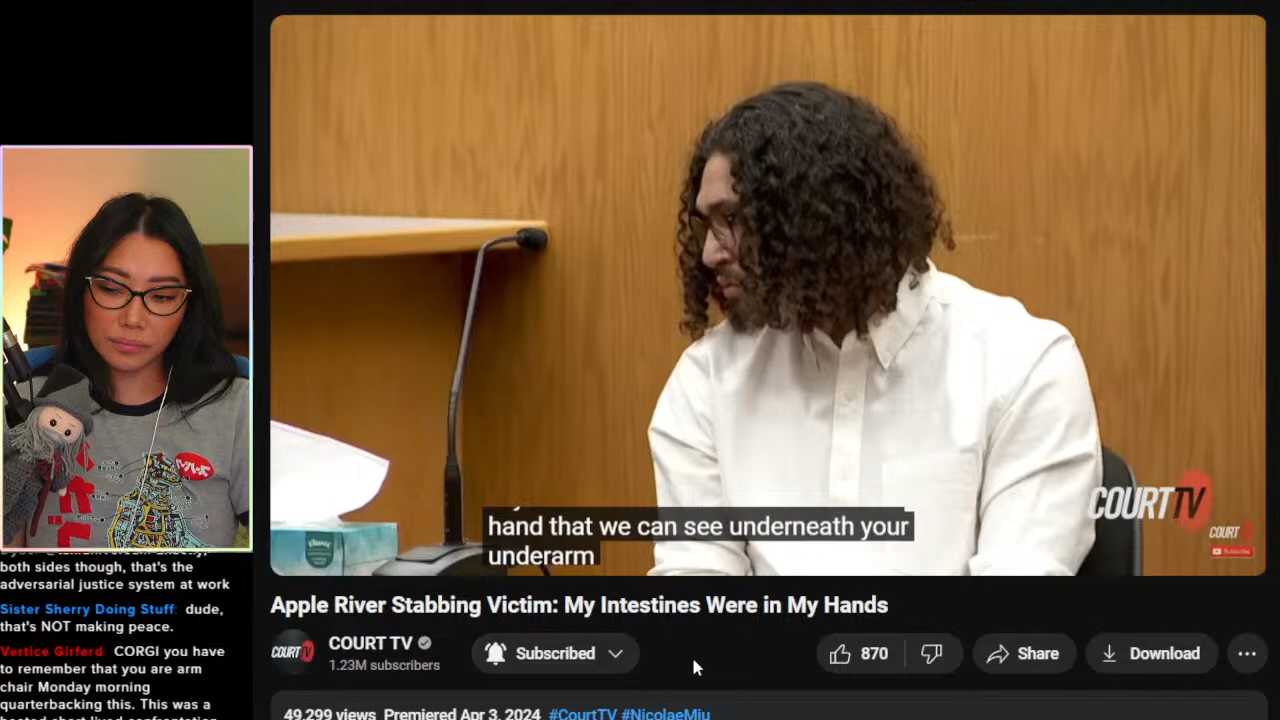 hand that we can see underneath your
underarm
COURT TV
COURT
Subscribe
Kleenex
both sides though, that's the
adversarial justice system at work
Sister Sherry Doing Stuff: dude,
that's NOT making peace.
Vertice Girferd: CORGI you have
to remember that you are arm
chair Monday morning
quarterbacking this. This was a
Apple River Stabbing Victim: My Intestines Were in My Hands
COURT TV
1.23M subscribers
Subscribed
870
Share
Download
49,299 views Premiered Apr 3, 2024 #CourtTV #NicolaeMiu